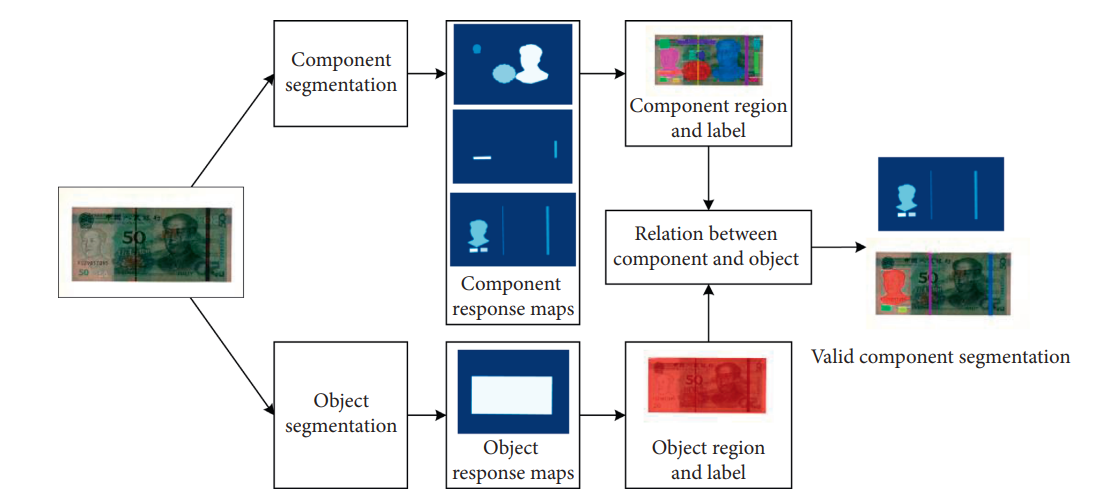 Component
segmentation
Component
response maps
Component region
and label
Relation between
component and object
Valid component segmentation
50
50
Object
segmentation
Object
response maps
Object region
and label